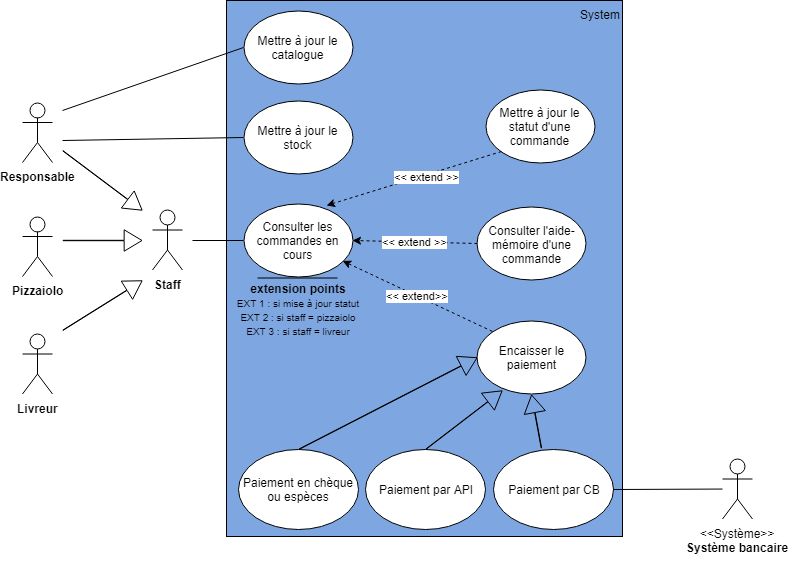 System
Mettre à jour le
catalogue
Mettre à jour le
stock
Mettre à jour le
statut d'une
commande
Responsable
<< extend >>
Consulter les
commandes en
cours
<< extend >>
Consulter l'aide-
mémoire d'une
commande
Pizzaiolo
Staff
extension points
EXT 1 : si mise à jour statut
EXT 2 : si staff = pizzaiolo
EXT 3 : si staff = livreur
<< extend>>
Encaisser le
paiement
Livreur
Paiement en chèque
ou espèces
Paiement par API
Paiement par CB
<<Système>>
Système bancaire